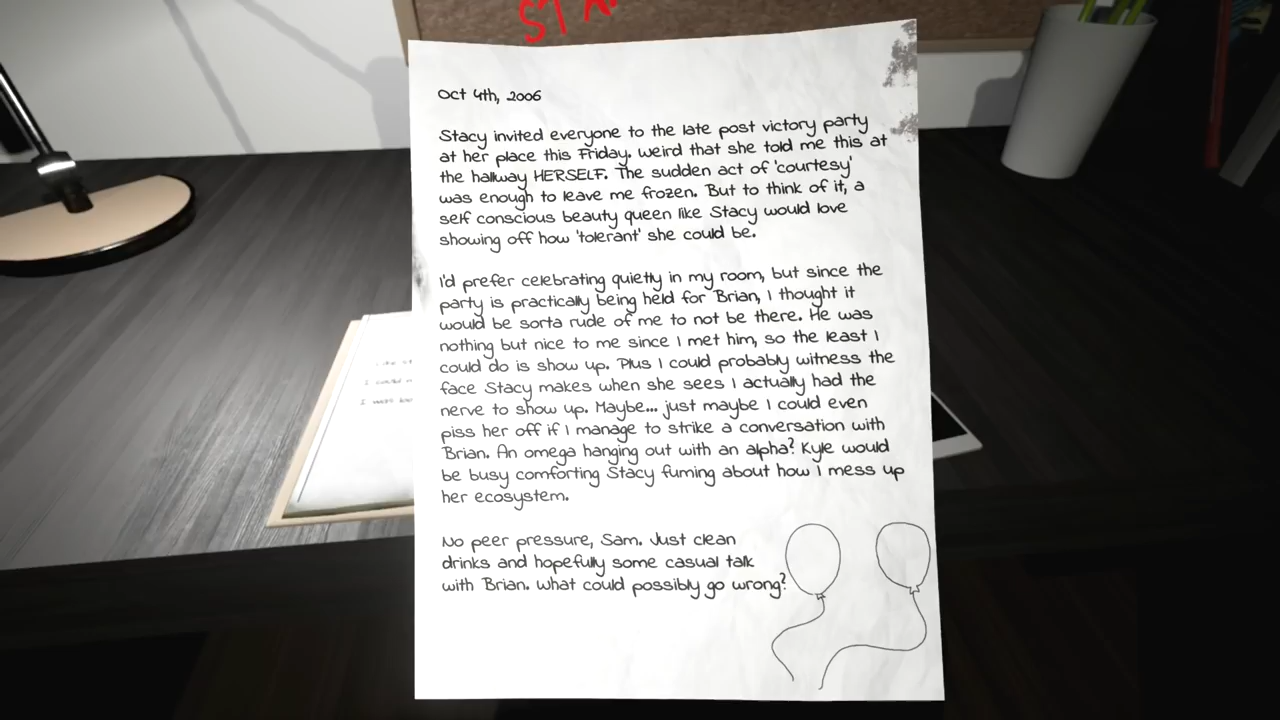 STA
Oct 4th, 2006
Stacy invited everyone to the late post victory party
at her place this Friday. Weird that she told me this at
the hallway HERSELF. The sudden act of 'courtesy'
was enough to leave me frozen. But to think of it, a
self conscious beauty queen like Stacy would love
showing off how 'tolerant' she could be.
I'd prefer celebrating quietly in my room, but since the
party is practically being held for Brian, I thought it
would be sorta rude of me to not be there. He was
nothing but nice to me since I met him, so the least I
could do is show up. Plus I could probably witness the
face Stacy makes when she sees I actually had the
nerve to show up. Maybe... just maybe I could even
piss her off if I manage to strike a conversation with
Brian. An omega hanging out with an alpha? Kyle would
be busy comforting Stacy fuming about how I mess up
her ecosystem.
No peer pressure, Sam. Just clean
drinks and hopefully some casual talk
with Brian. What could possibly go wrong?